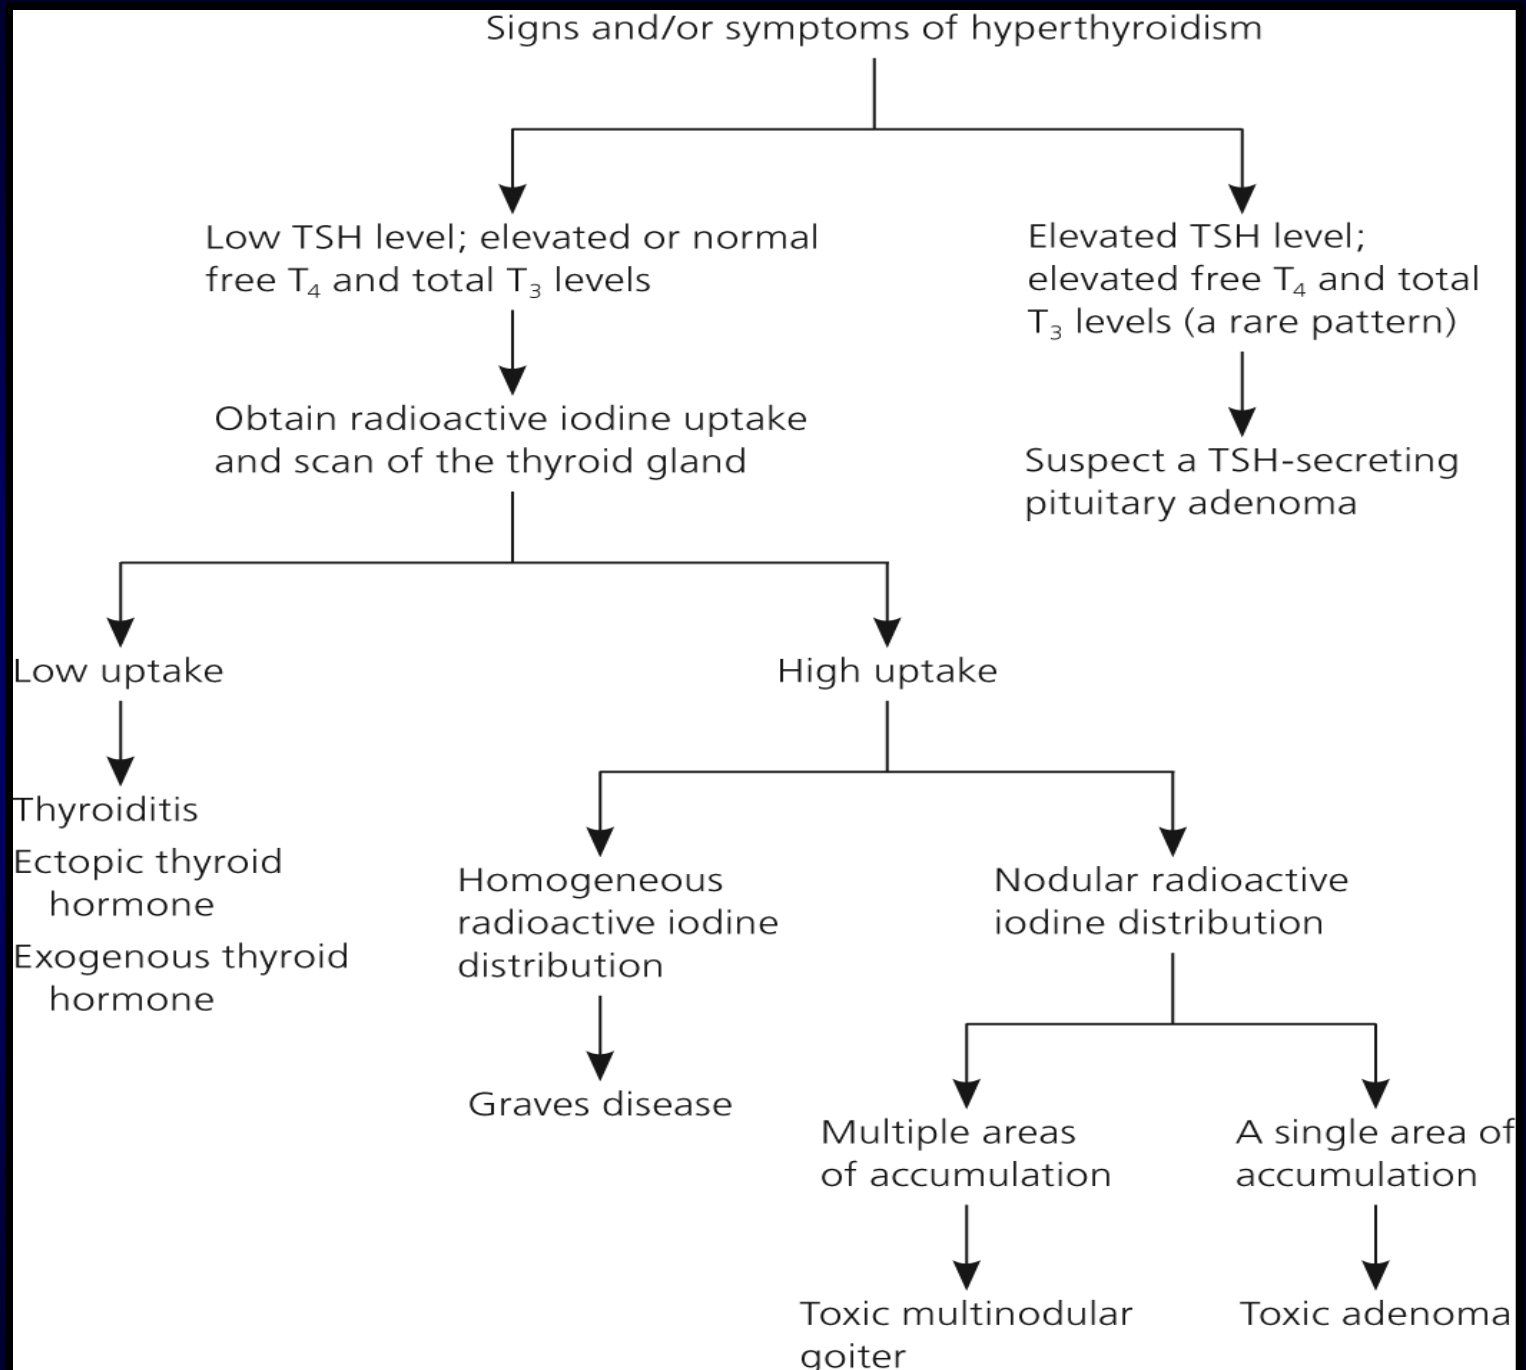 Signs and/or symptoms of hyperthyroidism
Low TSH level; elevated or normal
free T₄ and total T₃ levels
Elevated TSH level;
elevated free T₄ and total
T₃ levels (a rare pattern)
Obtain radioactive iodine uptake
and scan of the thyroid gland
Suspect a TSH-secreting
pituitary adenoma
Low uptake
High uptake
Thyroiditis
Ectopic thyroid
hormone
Exogenous thyroid
hormone
Homogeneous
radioactive iodine
distribution
Nodular radioactive
iodine distribution
Graves disease
Multiple areas
of accumulation
A single area of
accumulation
Toxic multinodular
goiter
Toxic adenoma